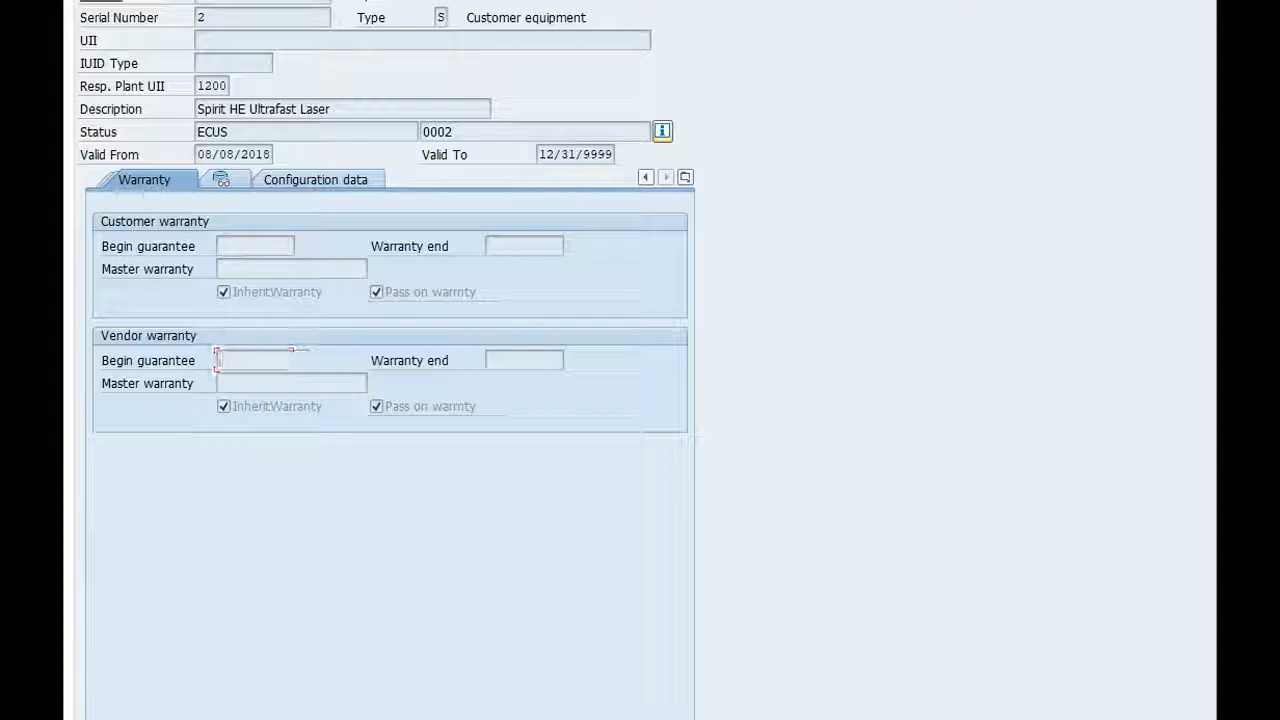 Serial Number 2 Type S Customer equipment
UII
IUID Type
Resp. Plant UII 1200
Description Spirit HE Ultrafast Laser
Status ECUS 0002
Valid From 08/08/2018 Valid To 12/31/9999
Warranty Configuration data
Customer warranty
Begin guarantee Warranty end
Master warranty
InheritWarranty Pass on warrnty
Vendor warranty
Begin guarantee Warranty end
Master warranty
InheritWarranty Pass on warrnty